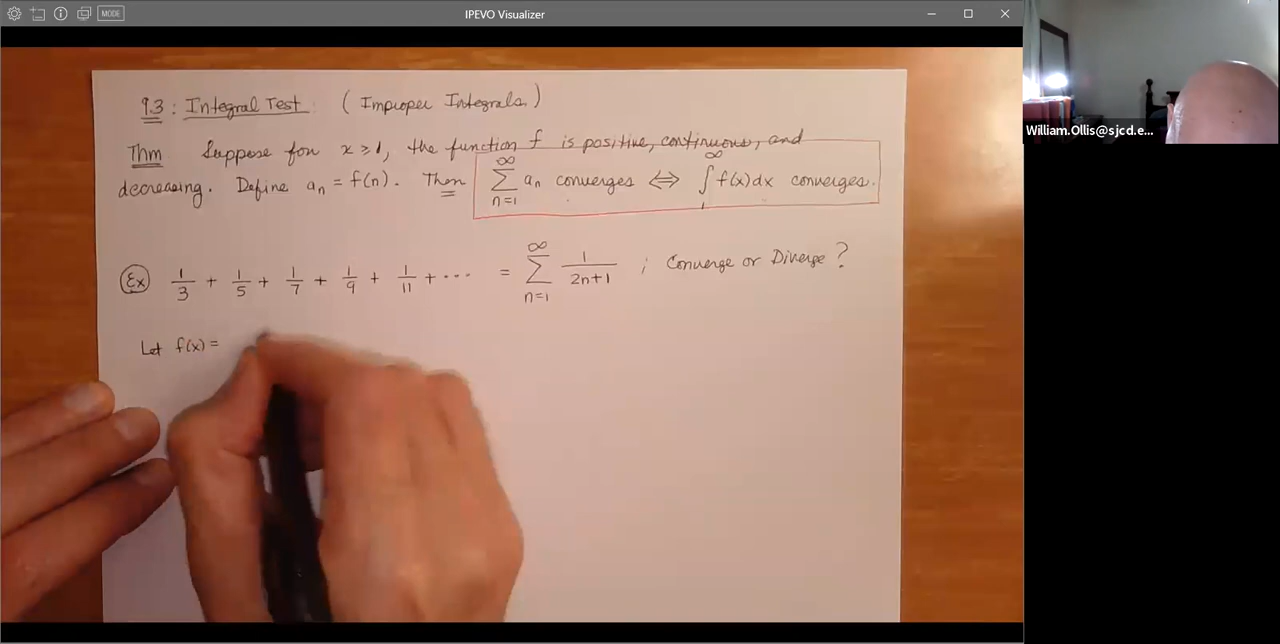 IPEVO Visualizer
MODE
William.Ollis@sjcd.e...
9.3 : Integral Test : ( Improper Integrals )
Thm Suppose for x ≥ 1, the function f is positive, continuous, and
decreasing. Define aₙ = f(n). Then ∞∑n=1 aₙ converges ⟺ ∫₁^∞ f(x)dx converges.
Ex 1/3 + 1/5 + 1/7 + 1/9 + 1/11 + ··· = ∞∑n=1 1/2n+1 ; Converge or Diverge ?
Let f(x) =